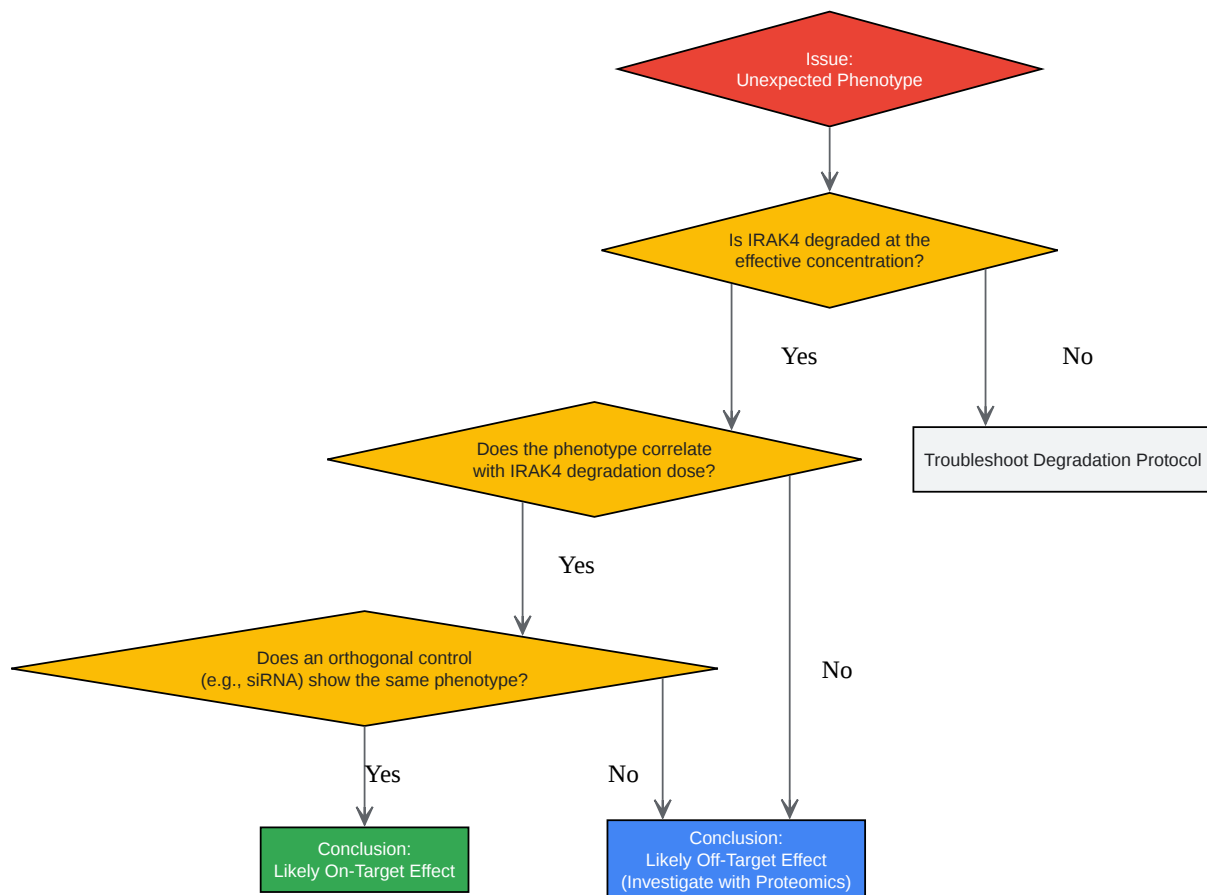 Issue:
Unexpected Phenotype
Is IRAK4 degraded at the
effective concentration?
Yes
No
Does the phenotype correlate
with IRAK4 degradation dose?
Troubleshoot Degradation Protocol
Yes
No
Does an orthogonal control
(e.g., siRNA) show the same phenotype?
Yes
No
Conclusion:
Likely On-Target Effect
Conclusion:
Likely Off-Target Effect
(Investigate with Proteomics)